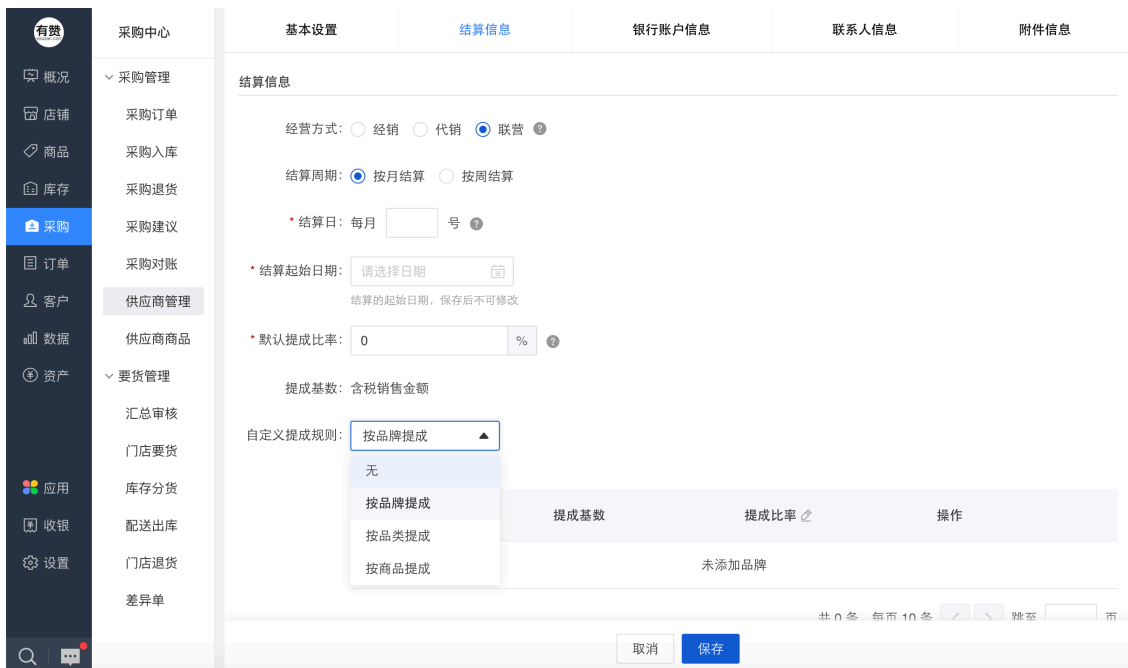 有赞
youzan.com
概况
店铺
商品
库存
采购
订单
客户
数据
资产
应用
收银
设置
采购中心
采购管理
采购订单
采购入库
采购退货
采购建议
采购对账
供应商管理
供应商商品
要货管理
汇总审核
门店要货
库存分货
配送出库
门店退货
差异单
基本设置 结算信息 银行账户信息 联系人信息 附件信息
结算信息
经营方式: 经销 代销 联营 ?
结算周期: 按月结算 按周结算
* 结算日: 每月 号 ?
* 结算起始日期: 请选择日期
结算的起始日期，保存后不可修改
* 默认提成比率: 0 % ?
提成基数: 含税销售金额
自定义提成规则: 按品牌提成
无
按品牌提成
按品类提成
按商品提成
提成基数 提成比率 操作
未添加品牌
共 0 条，每页 10 条 < > 跳至 页
取消 保存